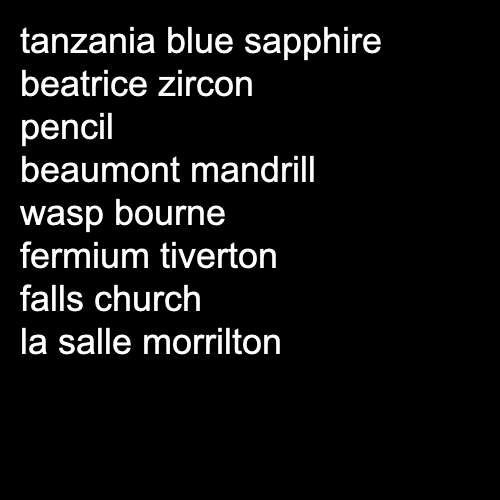 tanzania blue sapphire
beatrice zircon
pencil
beaumont mandrill
wasp bourne
fermium tiverton
falls church
la salle morrilton